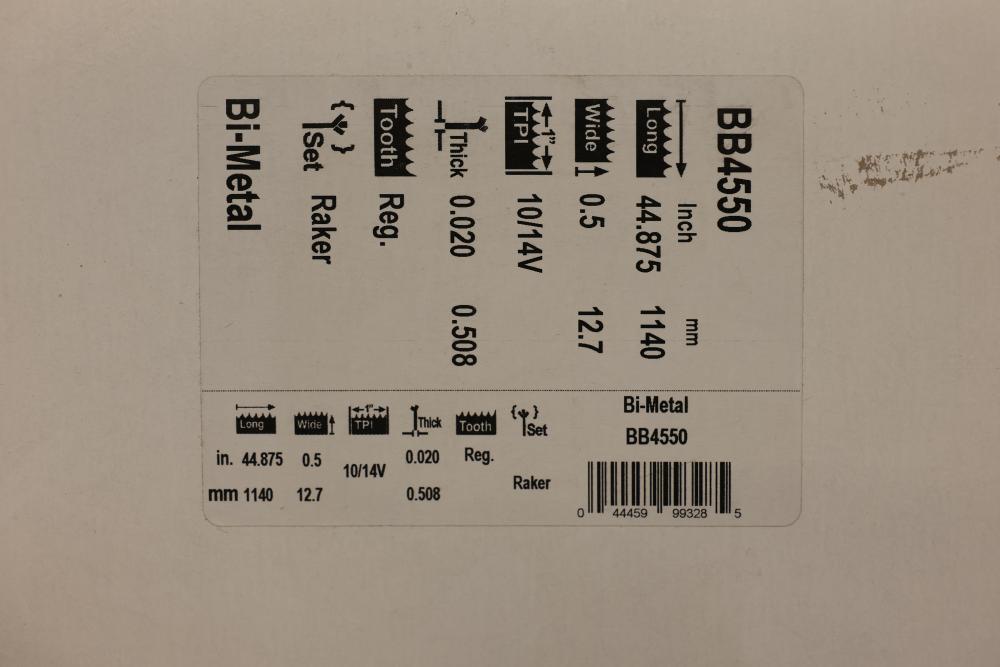 BB4550
Inch mm
Long 44.875 1140
Wide 0.5 12.7
1" TPI 10/14V
Thick 0.020 0.508
Tooth Reg.
Set Raker
Bi-Metal
Long Wide 1" TPI Thick Tooth Set
in. 44.875 0.5 10/14V 0.020 Reg. Raker
mm 1140 12.7 0.508
Bi-Metal
BB4550
0 44459 99328 5